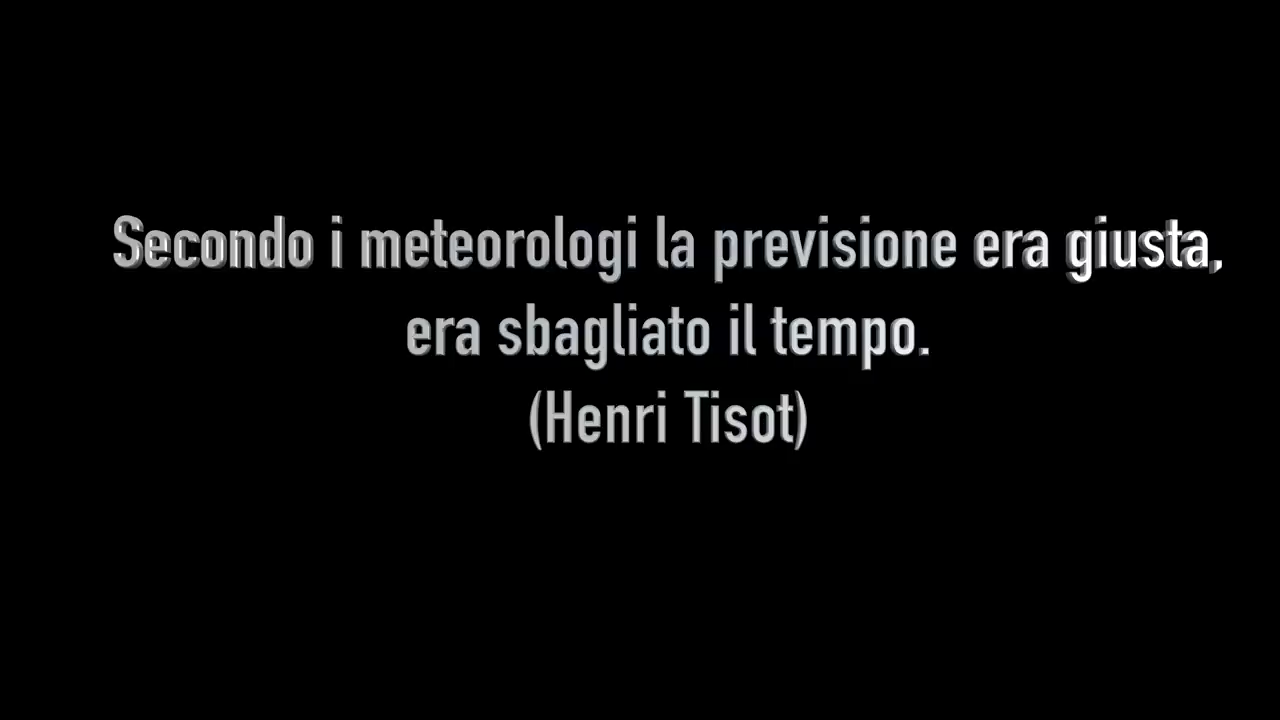 Secondo i meteorologi la previsione era giusta,
era sbagliato il tempo.
(Henri Tisot)